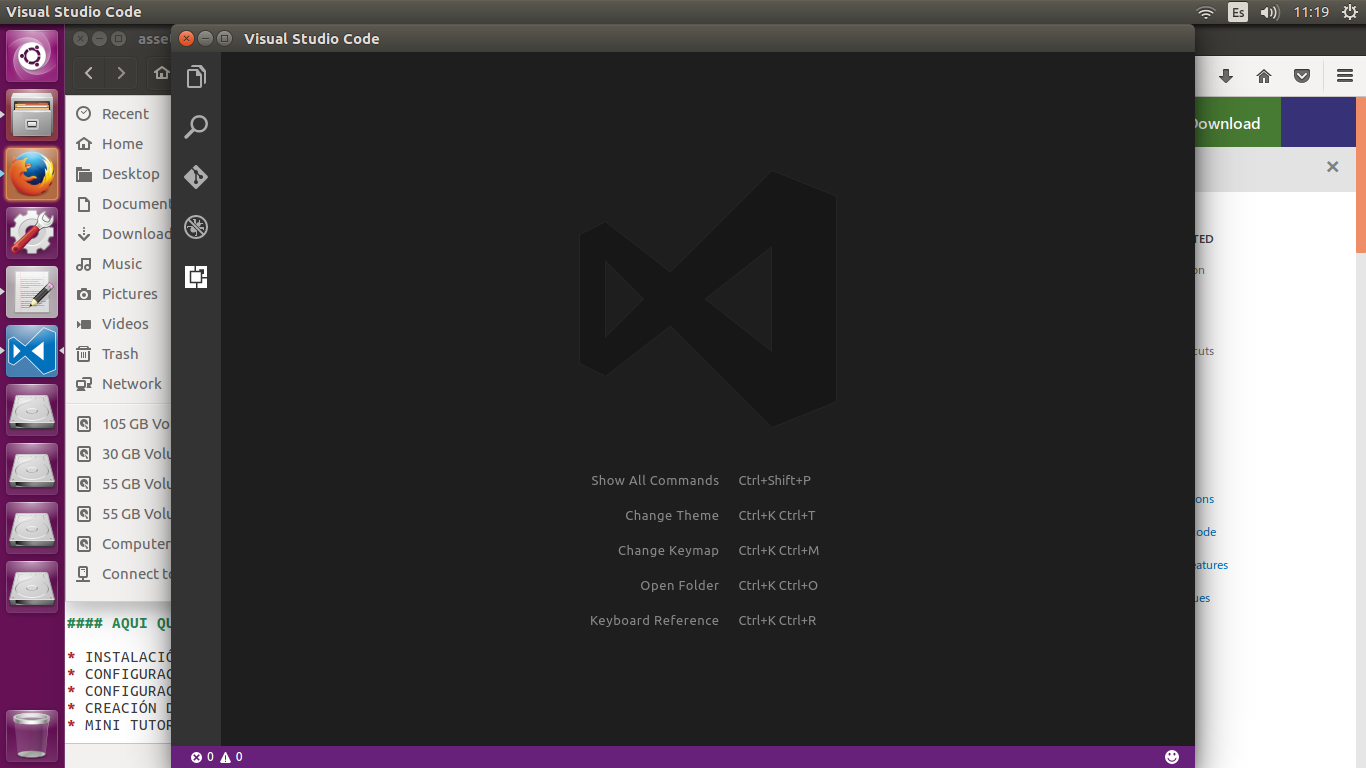 Visual Studio Code
Es
11:19
asse
Visual Studio Code
Recent
Home
Desktop
Document
Download
Music
Pictures
Videos
Trash
Network
105 GB Vo
30 GB Volu
55 GB Volu
55 GB Volu
Computer
Connect to
#### AQUI QU
* INSTALACIÓ
* CONFIGURAC
* CONFIGURAC
* CREACIÓN D
* MINI TUTOR
Show All Commands Ctrl+Shift+P
Change Theme Ctrl+K Ctrl+T
Change Keymap Ctrl+K Ctrl+M
Open Folder Ctrl+K Ctrl+O
Keyboard Reference Ctrl+K Ctrl+R
0 0
Download
TED
on
cuts
ons
ode
eatures
ues